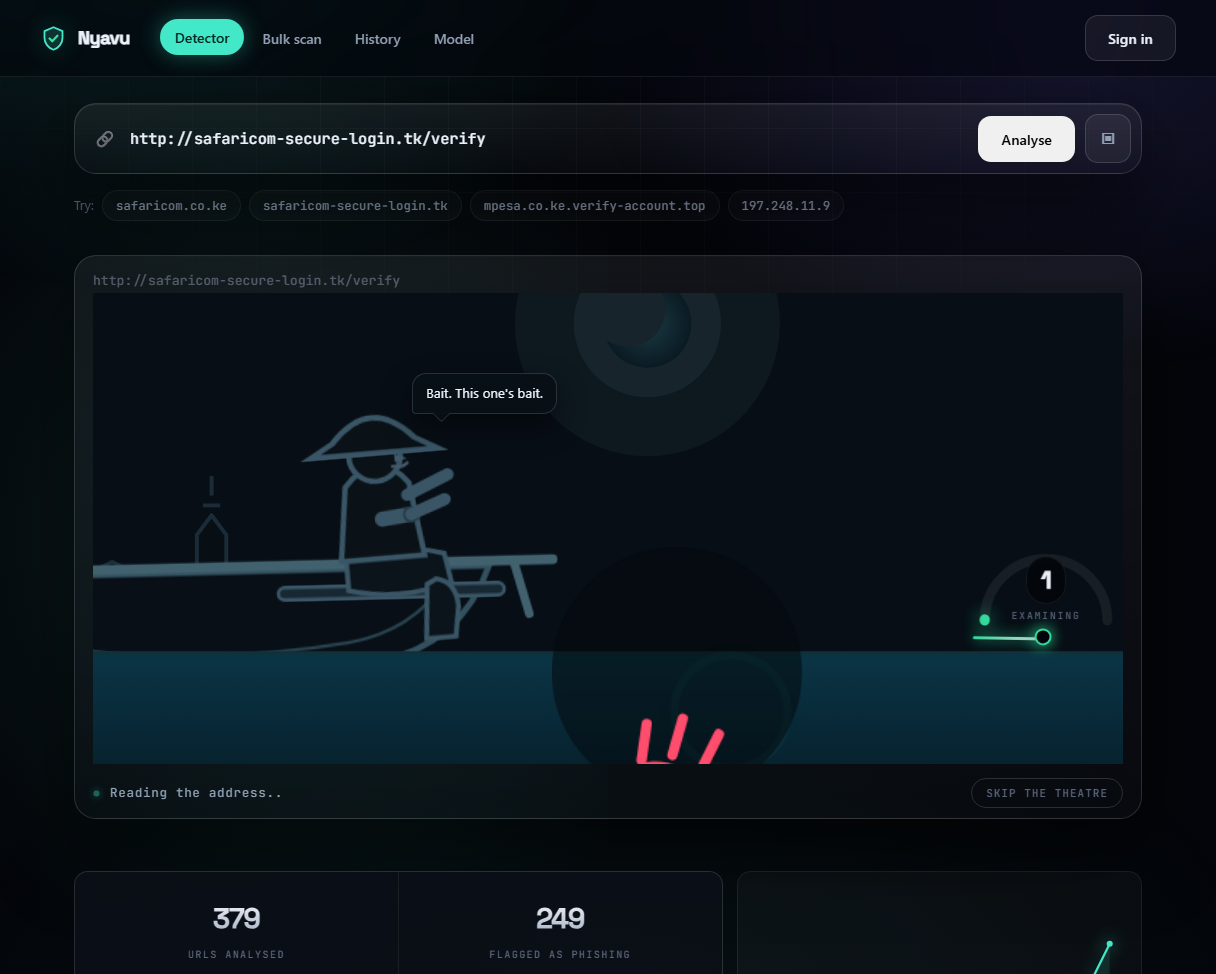 Nyavu
Detector
Bulk scan
History
Model
Sign in
http://safaricom-secure-login.tk/verify
Analyse
Try:
safaricom.co.ke
safaricom-secure-login.tk
mpesa.co.ke.verify-account.top
197.248.11.9
http://safaricom-secure-login.tk/verify
Bait. This one's bait.
1
EXAMINING
Reading the address..
SKIP THE THEATRE
379
249
URLS ANALYSED
FLAGGED AS PHISHING